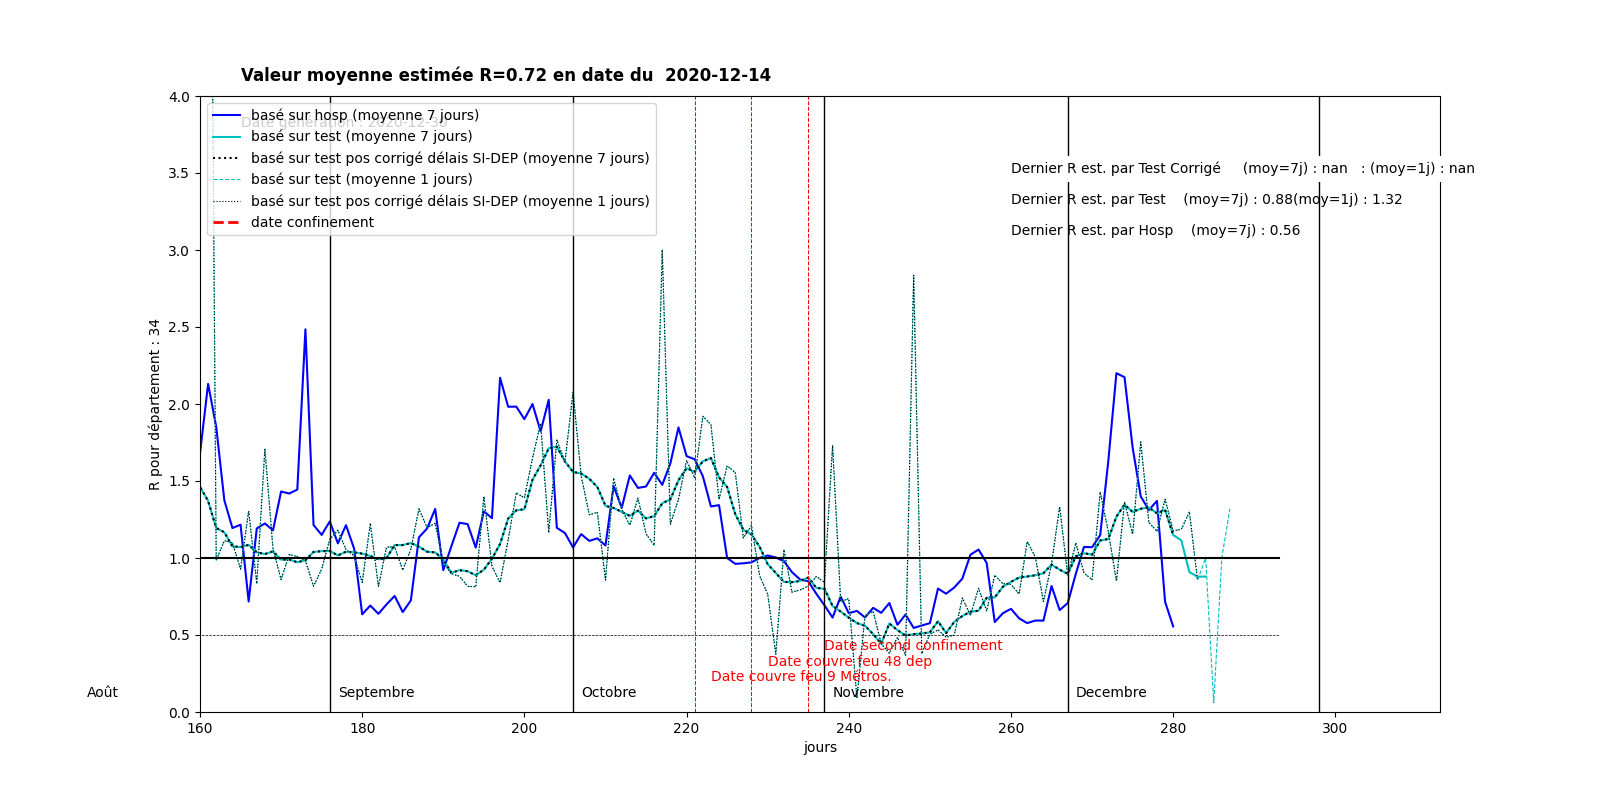 Valeur moyenne estimée R=0.72 en date du  2020-12-14
Date génération : 2020-12-30
basé sur hosp (moyenne 7 jours)
basé sur test (moyenne 7 jours)
basé sur test pos corrigé délais SI-DEP (moyenne 7 jours)
basé sur test (moyenne 1 jours)
basé sur test pos corrigé délais SI-DEP (moyenne 1 jours)
date confinement
Dernier R est. par Test Corrigé     (moy=7j) : nan   : (moy=1j) : nan
Dernier R est. par Test    (moy=7j) : 0.88(moy=1j) : 1.32
Dernier R est. par Hosp    (moy=7j) : 0.56
R pour département : 34
4.0
3.5
3.0
2.5
2.0
1.5
1.0
0.5
0.0
Date second confinement
Date couvre feu 48 dep
Date couvre feu 9 Métros.
Août
Septembre
Octobre
Novembre
Decembre
160 180 200 220 240 260 280 300
jours